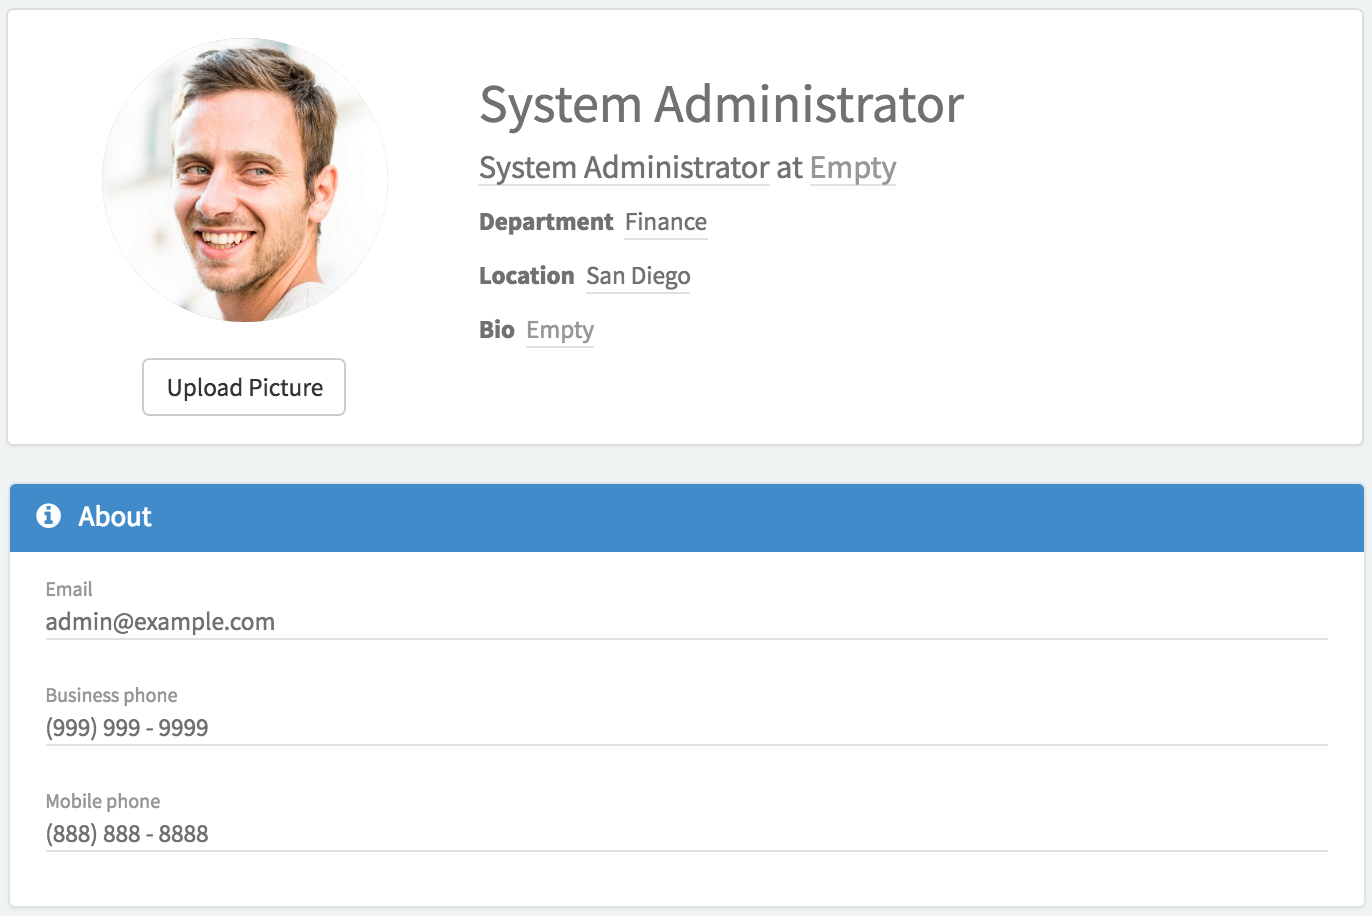 System Administrator
System Administrator at Empty
Department Finance
Location San Diego
Bio Empty
Upload Picture
About
Email
admin@example.com
Business phone
(999) 999 - 9999
Mobile phone
(888) 888 - 8888